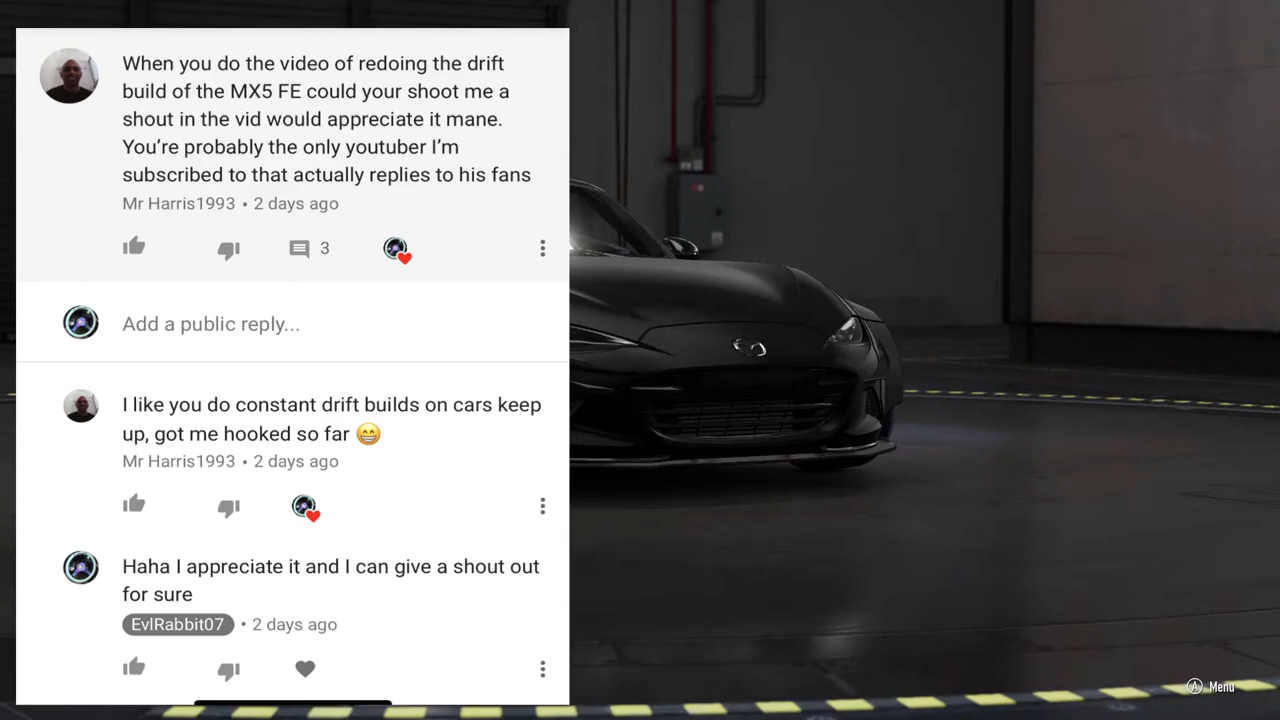 When you do the video of redoing the drift
build of the MX5 FE could your shoot me a
shout in the vid would appreciate it mane.
You’re probably the only youtuber I’m
subscribed to that actually replies to his fans
Mr Harris1993 • 2 days ago
3
Add a public reply...
I like you do constant drift builds on cars keep
up, got me hooked so far 😁
Mr Harris1993 • 2 days ago
Haha I appreciate it and I can give a shout out
for sure
EvlRabbit07 • 2 days ago
A Menu